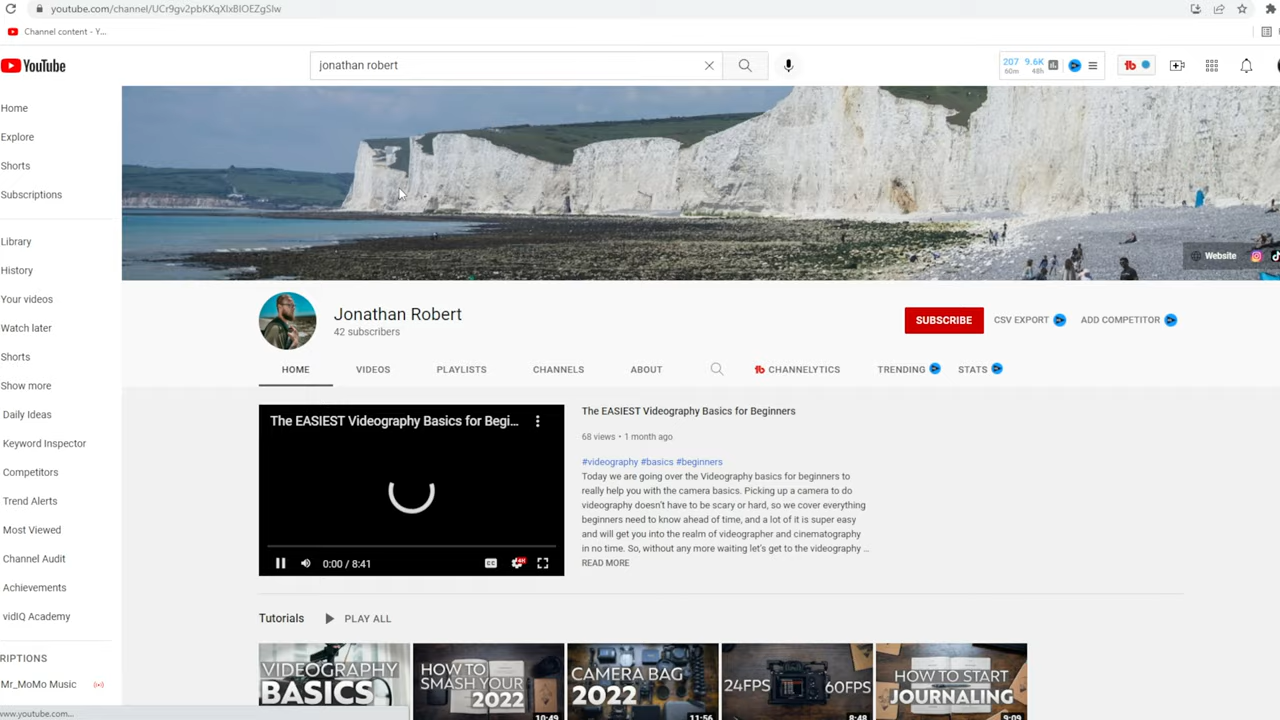 youtube.com/channel/UCr9gv2pbKKqXlxBIOEZgSlw
Channel content - Y...
YouTube
jonathan robert
207 9.6K
60m 48h
tb
Home
Explore
Shorts
Subscriptions
Library
History
Your videos
Watch later
Shorts
Show more
Daily Ideas
Keyword Inspector
Competitors
Trend Alerts
Most Viewed
Channel Audit
Achievements
vidIQ Academy
RIPTIONS
Mr_MoMo Music
www.youtube.com...
Website
Jonathan Robert
42 subscribers
SUBSCRIBE
CSV EXPORT
ADD COMPETITOR
HOME
VIDEOS
PLAYLISTS
CHANNELS
ABOUT
tb CHANNELYTICS
TRENDING
STATS
The EASIEST Videography Basics for Begi...
CC
4K
0:00 / 8:41
The EASIEST Videography Basics for Beginners
68 views • 1 month ago
#videography #basics #beginners
Today we are going over the Videography basics for beginners to
really help you with the camera basics. Picking up a camera to do
videography doesn't have to be scary or hard, so we cover everything
beginners need to know ahead of time, and a lot of it is super easy
and will get you into the realm of videographer and cinematography
in no time. So, without any more waiting let's get to the videography ...
READ MORE
Tutorials
PLAY ALL
VIDEOGRAPHY
BASICS
HOW TO
SMASH YOUR
2022
10:49
CAMERA BAG
2022
11:56
24FPS
60FPS
8:48
HOW TO START
JOURNALING
9:09